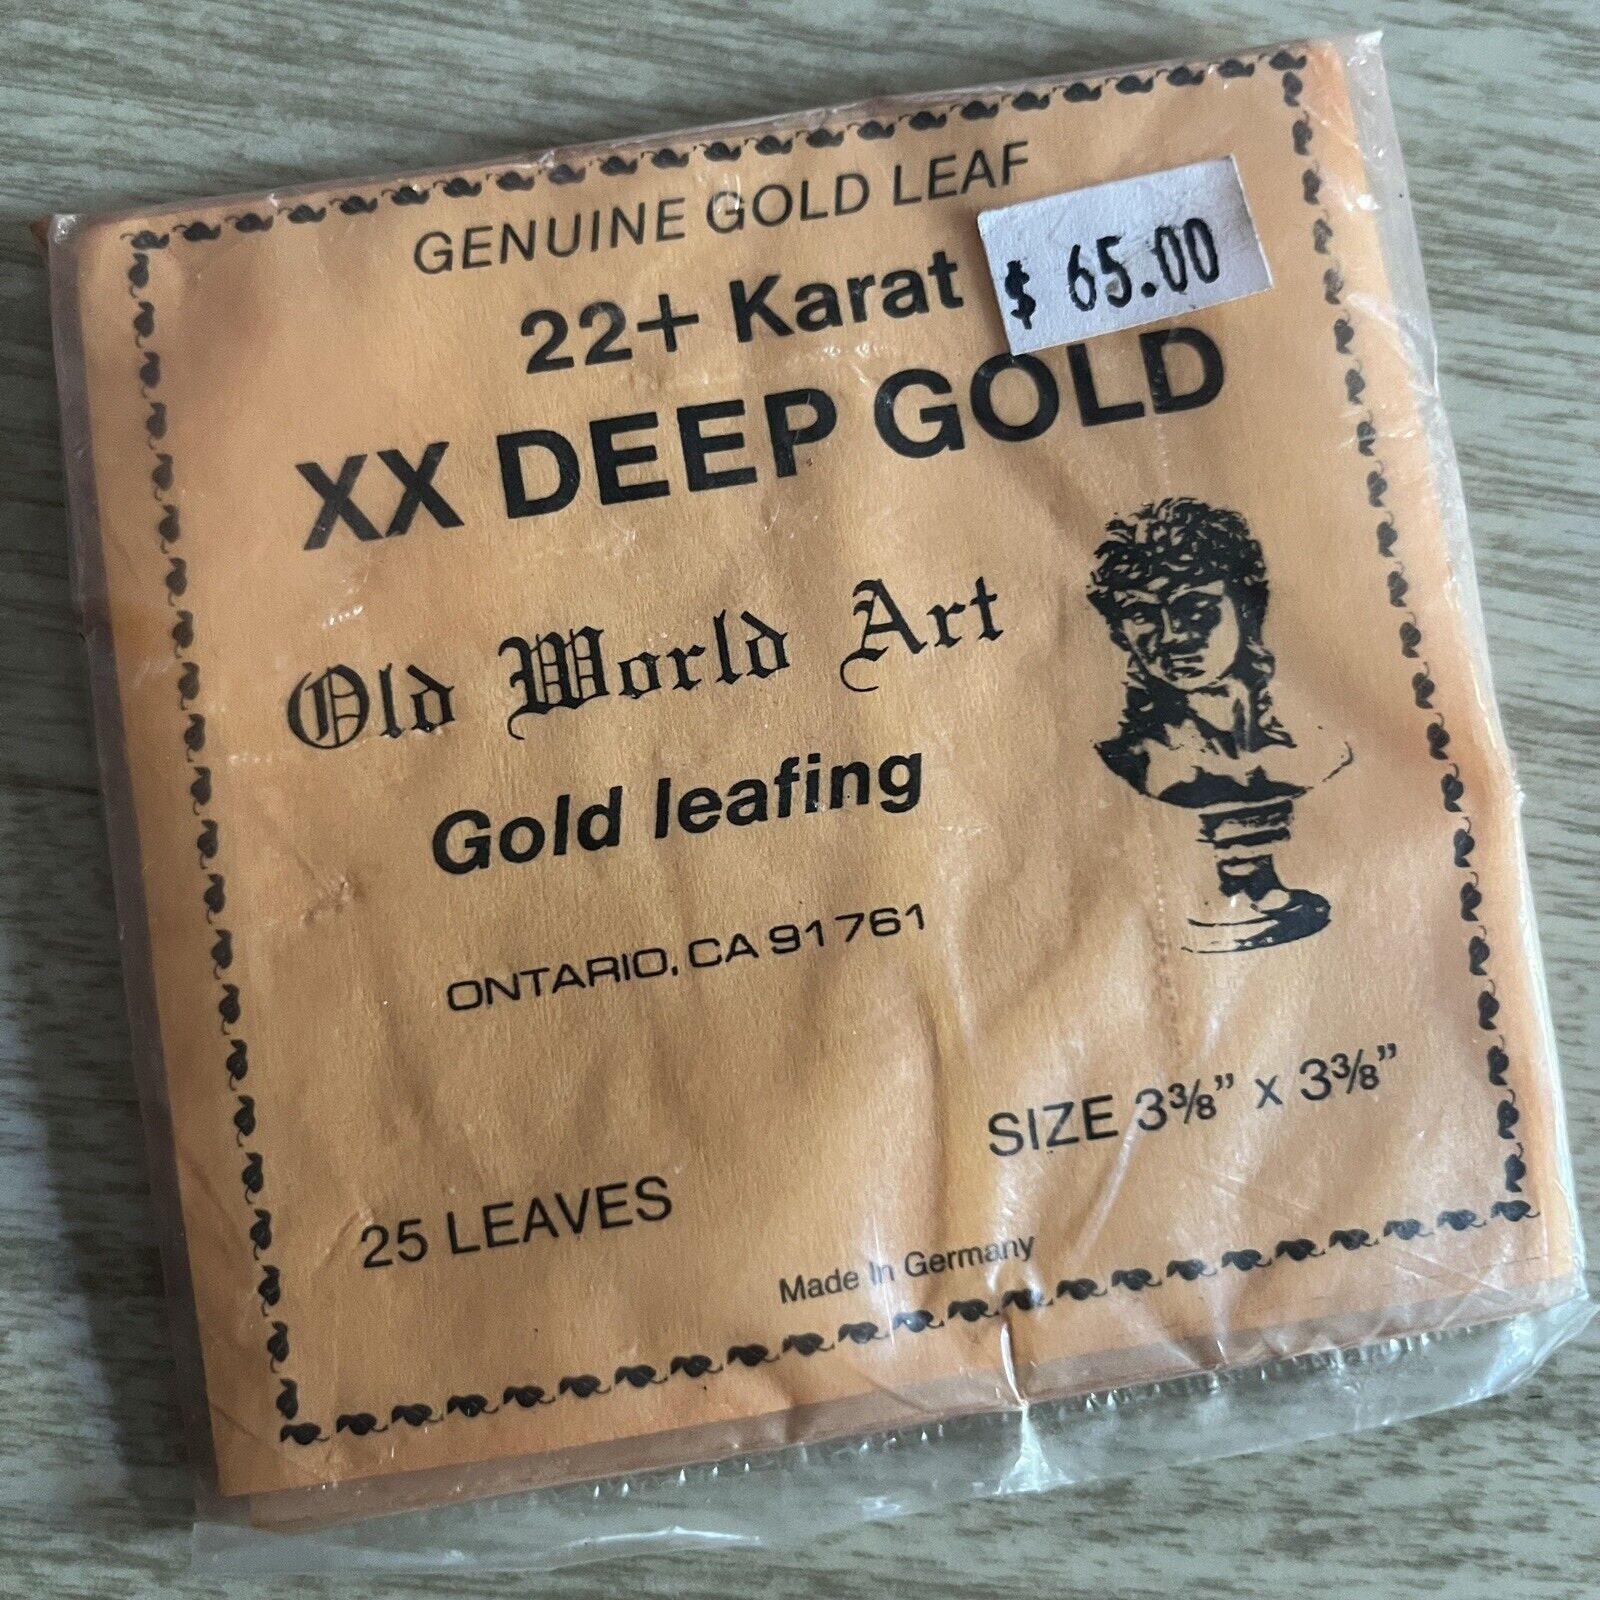 GENUINE GOLD LEAF
$ 65.00
22+ Karat
XX DEEP GOLD
Old World Art
Gold leafing
ONTARIO, CA 91761
SIZE 3⅜” x 3⅜”
25 LEAVES
Made In Germany